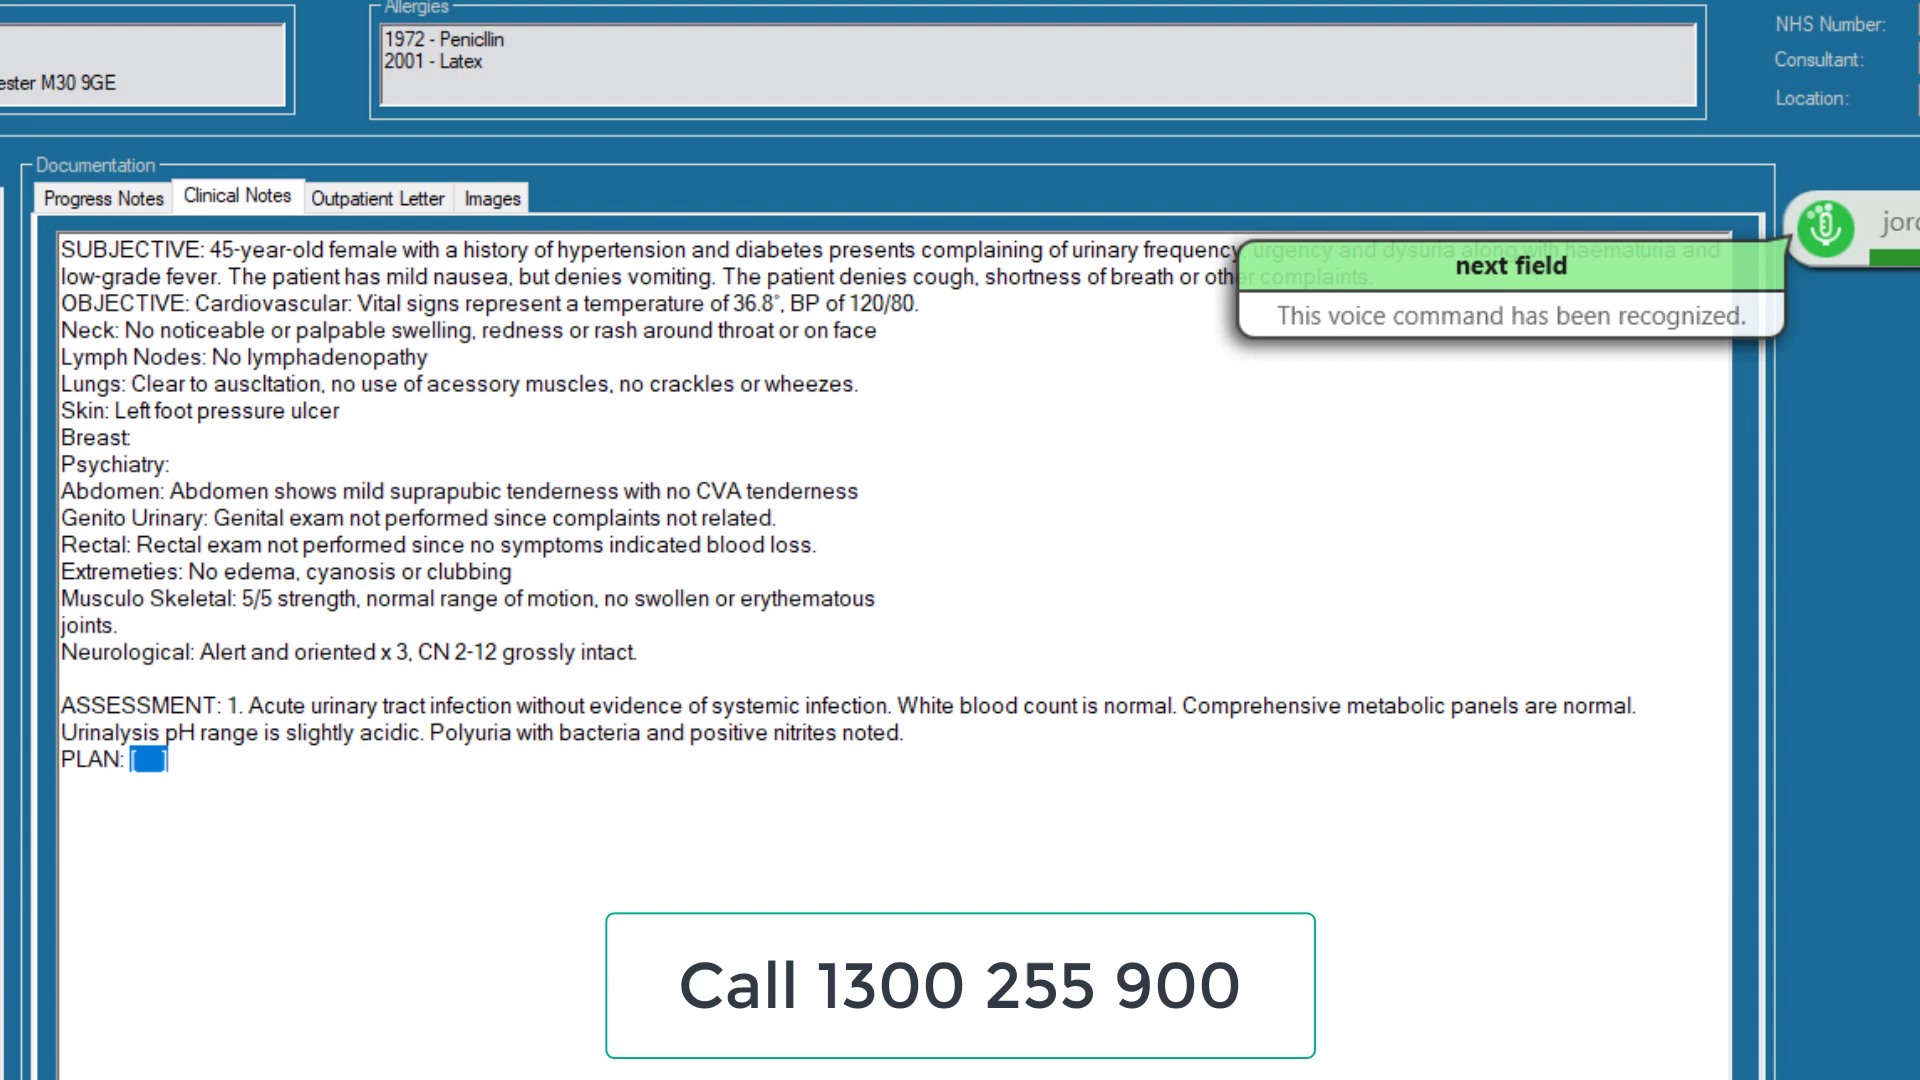 Allergies
1972 - Penicllin
2001 - Latex
ester M30 9GE
NHS Number:
Consultant:
Location:
Documentation
Progress Notes
Clinical Notes
Outpatient Letter
Images
SUBJECTIVE: 45-year-old female with a history of hypertension and diabetes presents complaining of urinary frequency, urgency and dysuria along with haematuria and
low-grade fever. The patient has mild nausea, but denies vomiting. The patient denies cough, shortness of breath or other complaints.
next field
This voice command has been recognized.
OBJECTIVE: Cardiovascular: Vital signs represent a temperature of 36.8°, BP of 120/80.
Neck: No noticeable or palpable swelling, redness or rash around throat or on face
Lymph Nodes: No lymphadenopathy
Lungs: Clear to auscltation, no use of acessory muscles, no crackles or wheezes.
Skin: Left foot pressure ulcer
Breast:
Psychiatry:
Abdomen: Abdomen shows mild suprapubic tenderness with no CVA tenderness
Genito Urinary: Genital exam not performed since complaints not related.
Rectal: Rectal exam not performed since no symptoms indicated blood loss.
Extremeties: No edema, cyanosis or clubbing
Musculo Skeletal: 5/5 strength, normal range of motion, no swollen or erythematous
joints.
Neurological: Alert and oriented x 3, CN 2-12 grossly intact.
ASSESSMENT: 1. Acute urinary tract infection without evidence of systemic infection. White blood count is normal. Comprehensive metabolic panels are normal.
Urinalysis pH range is slightly acidic. Polyuria with bacteria and positive nitrites noted.
PLAN: [ ]
Call 1300 255 900